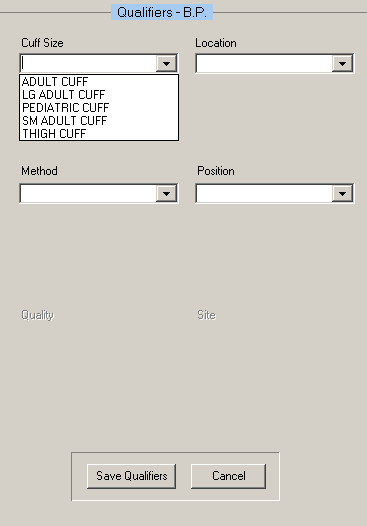 Qualifiers - B.P.
Cuff Size Location
ADULT CUFF
LG ADULT CUFF
PEDIATRIC CUFF
SM ADULT CUFF
THIGH CUFF
Method Position
Quality Site
Save Qualifiers Cancel